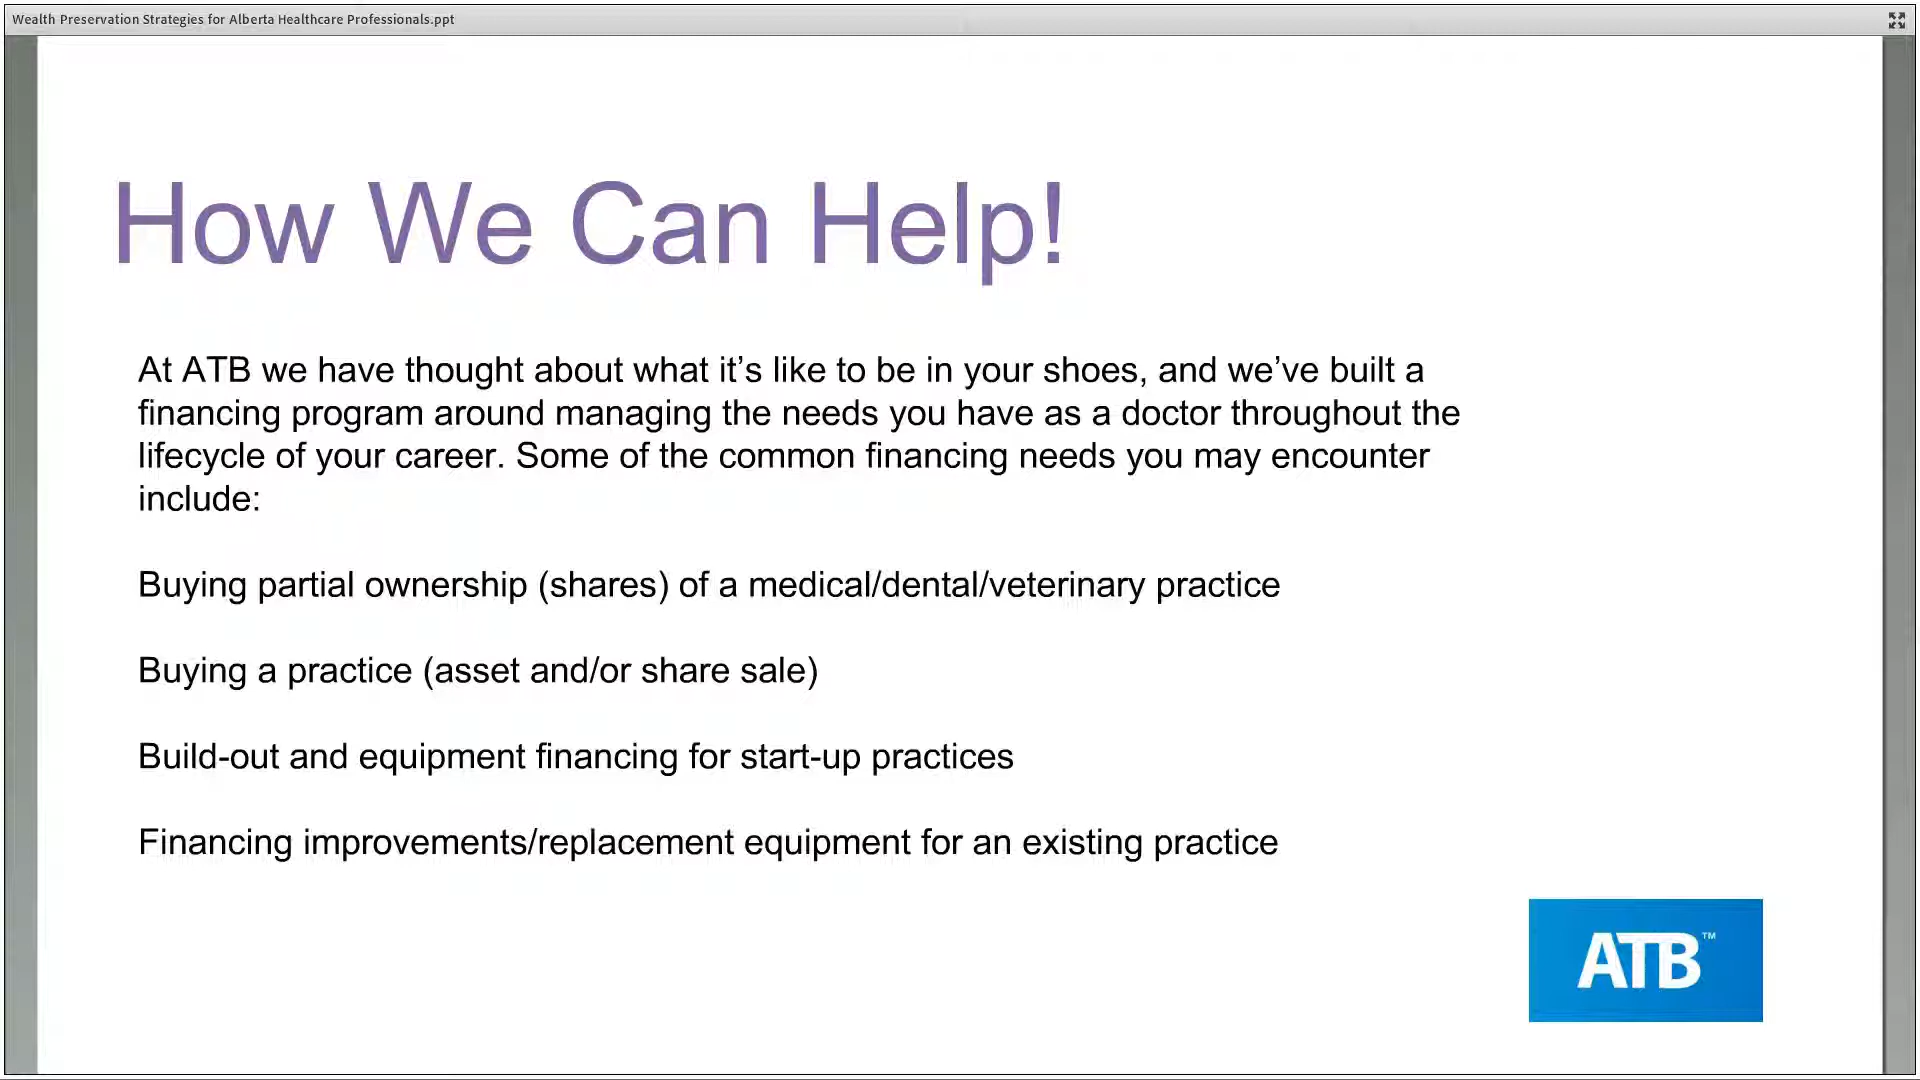 Wealth Preservation Strategies for Alberta Healthcare Professionals.ppt
How We Can Help!
At ATB we have thought about what it’s like to be in your shoes, and we’ve built a
financing program around managing the needs you have as a doctor throughout the
lifecycle of your career. Some of the common financing needs you may encounter
include:
Buying partial ownership (shares) of a medical/dental/veterinary practice
Buying a practice (asset and/or share sale)
Build-out and equipment financing for start-up practices
Financing improvements/replacement equipment for an existing practice
ATB™